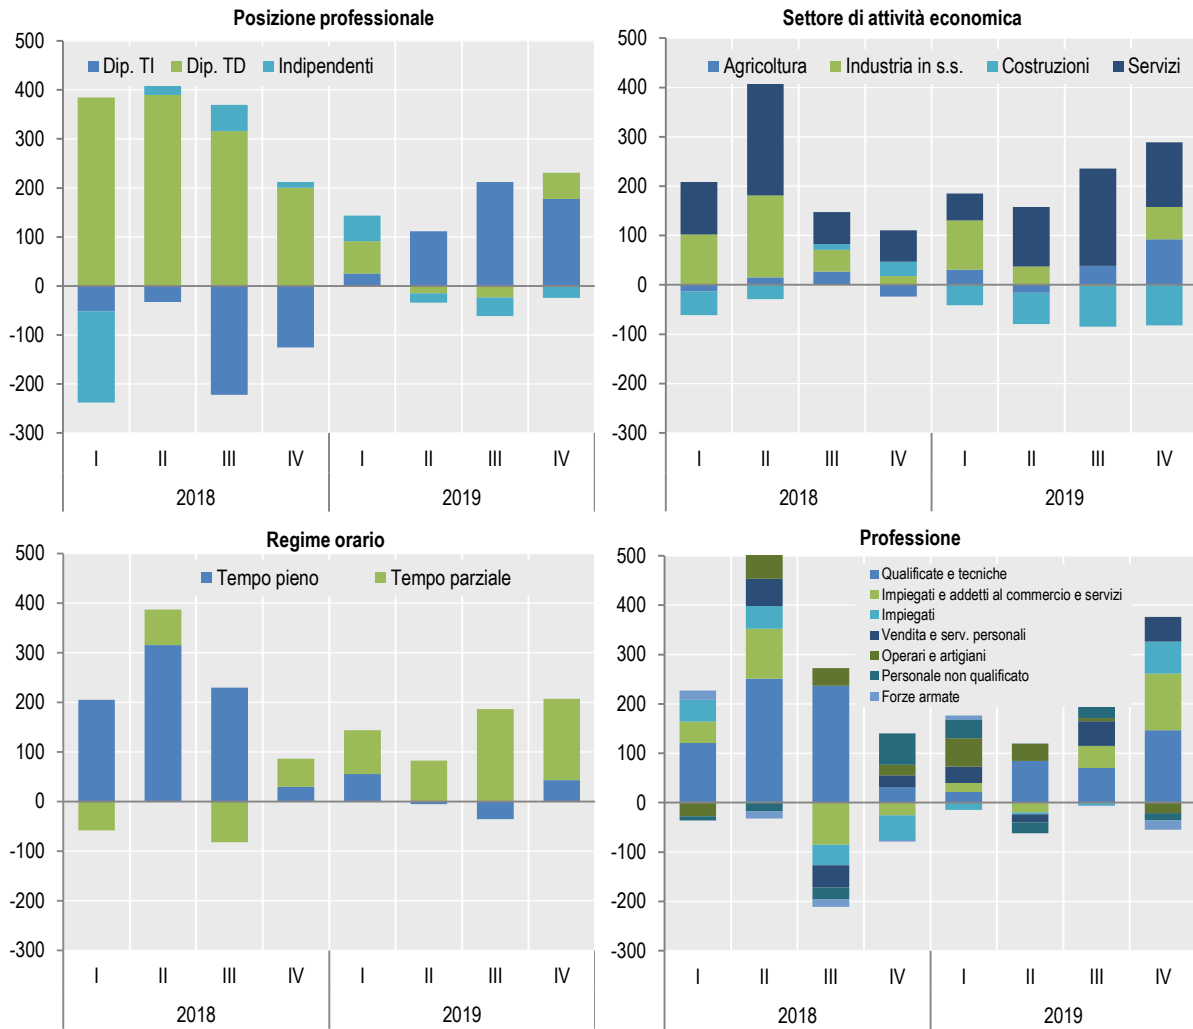 Posizione professionale
Dip. TI Dip. TD Indipendenti
500
400
300
200
100
0
-100
-200
-300
I II III IV I II III IV
2018 2019
Settore di attività economica
Agricoltura Industria in s.s. Costruzioni Servizi
500
400
300
200
100
0
-100
-200
-300
I II III IV I II III IV
2018 2019
Regime orario
Tempo pieno Tempo parziale
500
400
300
200
100
0
-100
-200
-300
I II III IV I II III IV
2018 2019
Professione
Qualificate e tecniche
Impiegati e addetti al commercio e servizi
Impiegati
Vendita e serv. personali
Operari e artigiani
Personale non qualificato
Forze armate
500
400
300
200
100
0
-100
-200
-300
I II III IV I II III IV
2018 2019